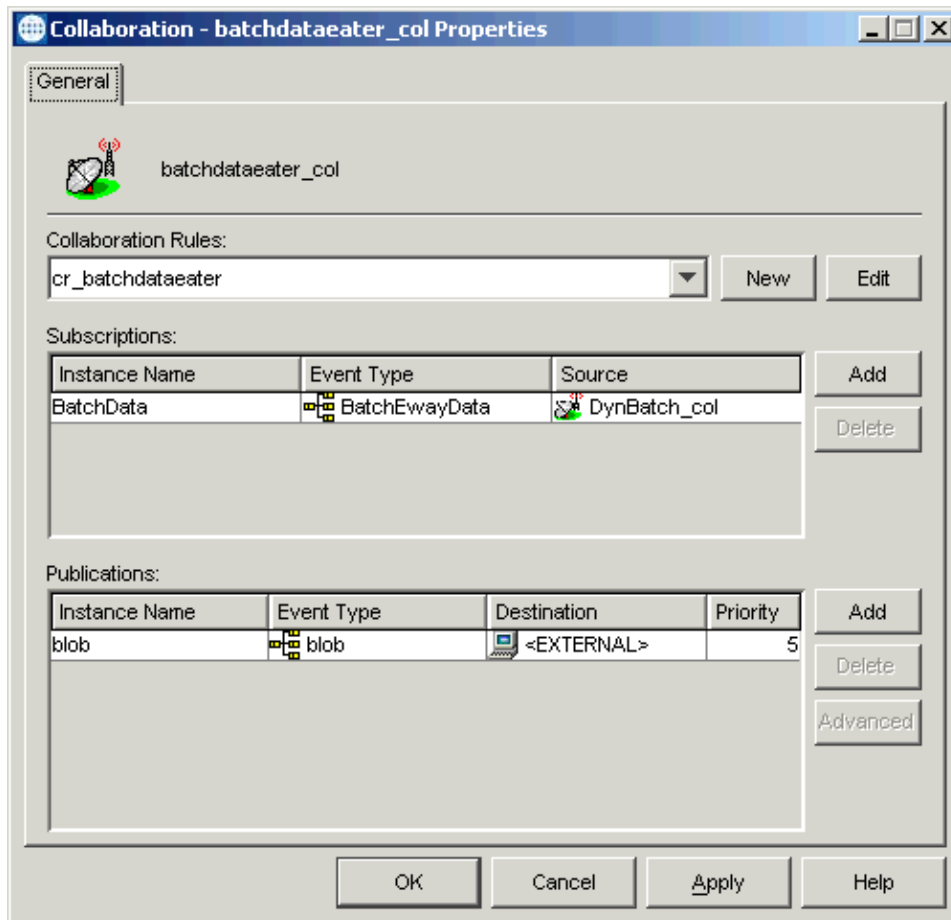 Collaboration - batchdataeater_col Properties
General
batchdataeater_col
Collaboration Rules:
cr_batchdataeater New Edit
Subscriptions:
Instance Name Event Type Source Add
BatchData BatchEwayData DynBatch_col
Delete
Publications:
Instance Name Event Type Destination Priority Add
blob blob <EXTERNAL> 5
Delete
Advanced
OK Cancel Apply Help